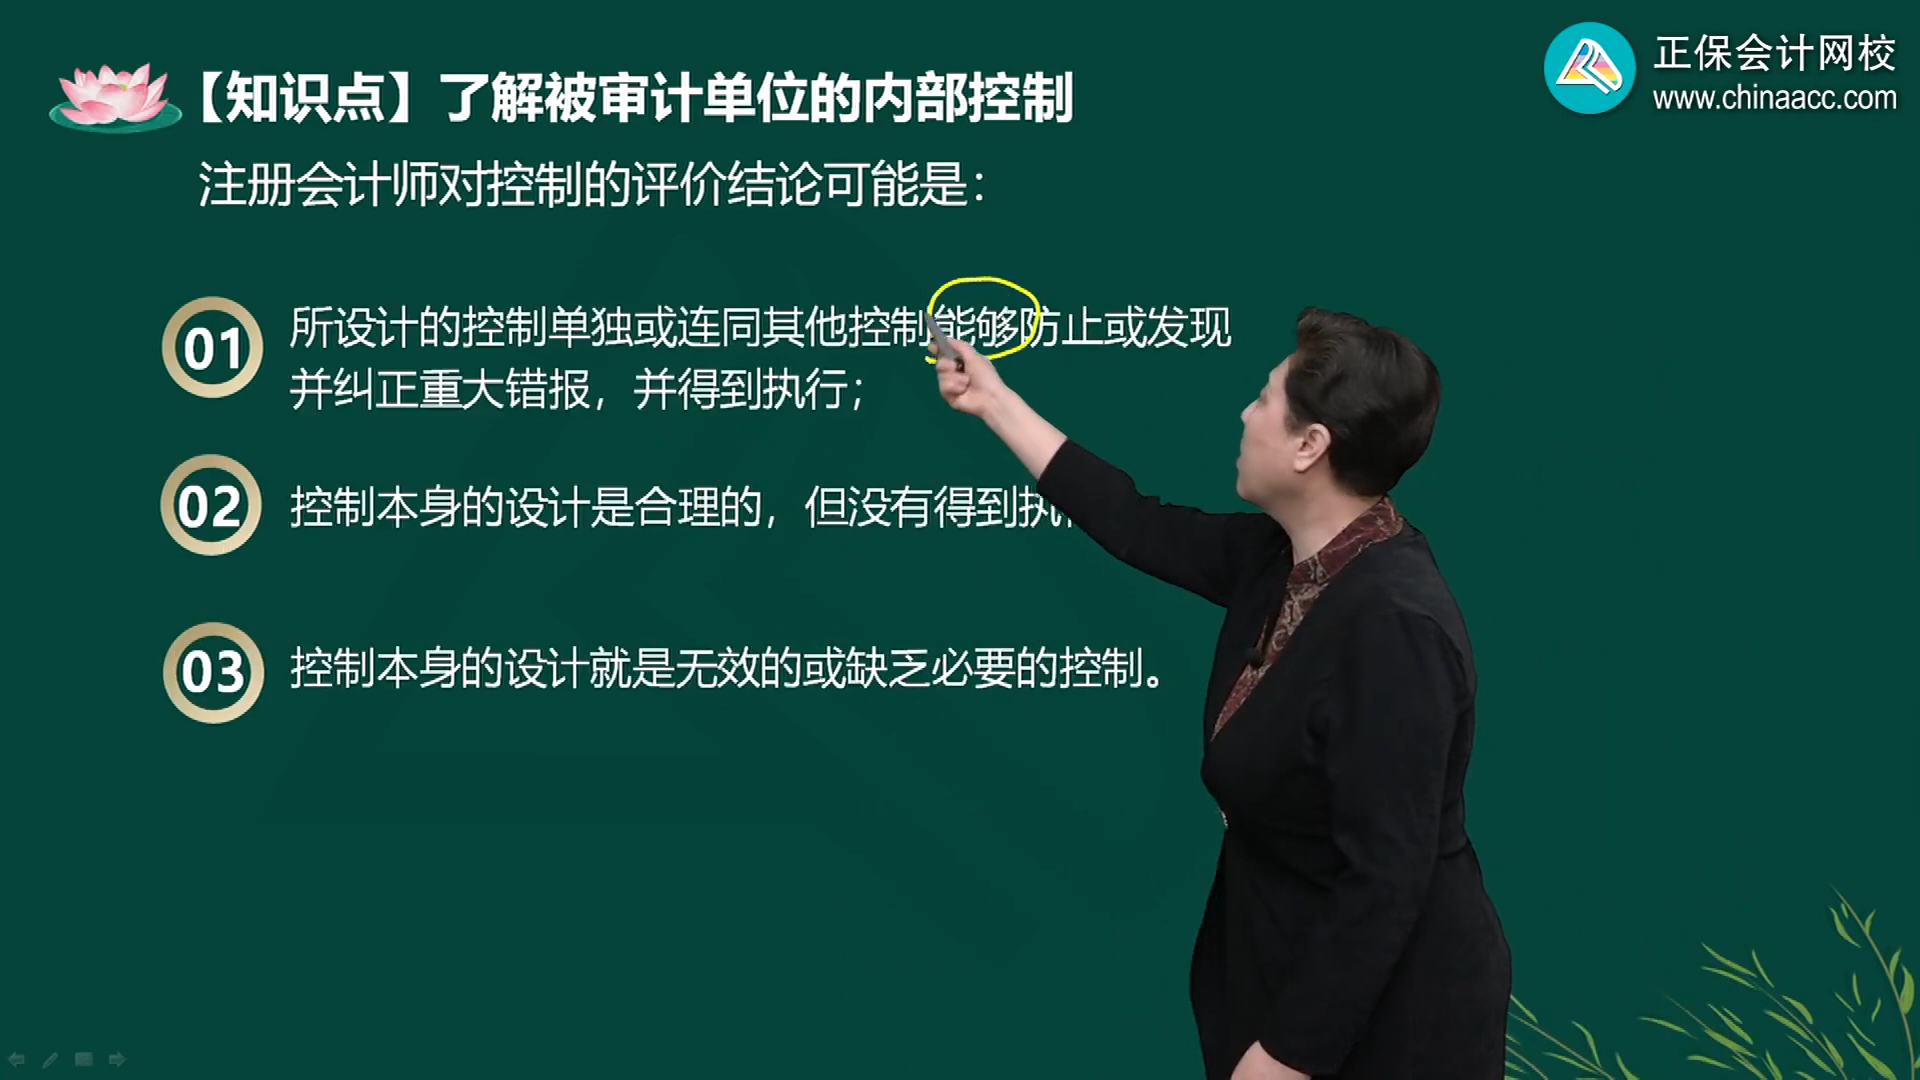 正保会计网校
www.chinaacc.com
【知识点】了解被审计单位的内部控制
注册会计师对控制的评价结论可能是：
01
所设计的控制单独或连同其他控制能够防止或发现
并纠正重大错报，并得到执行；
02
控制本身的设计是合理的，但没有得到执
03
控制本身的设计就是无效的或缺乏必要的控制。